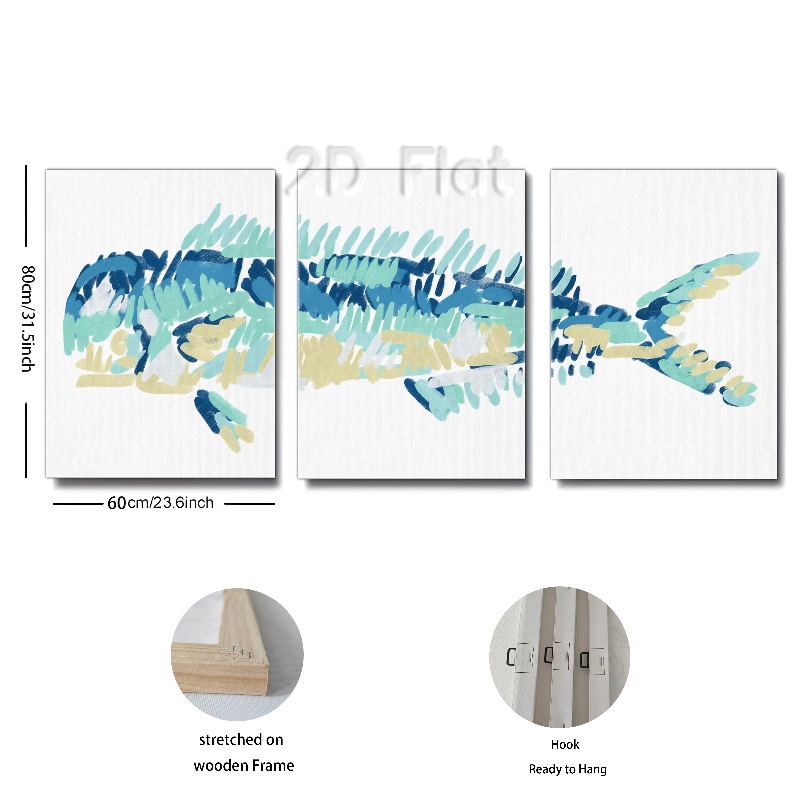 2D Flat
80cm/31.5inch
60cm/23.6inch
stretched on
wooden Frame
Hook
Ready to Hang